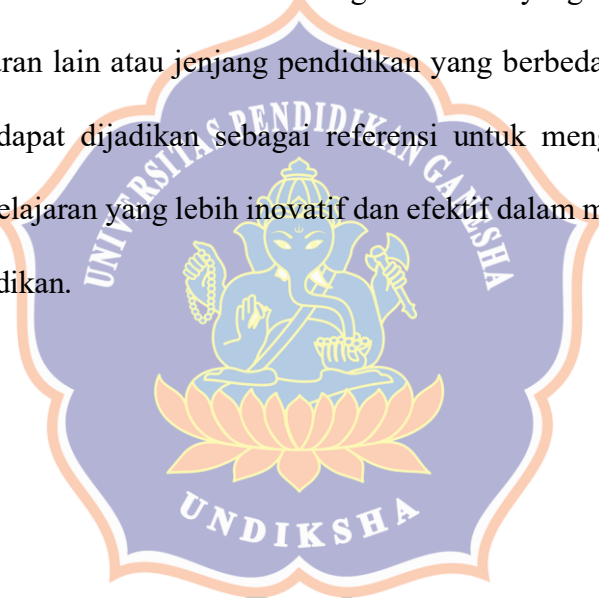 yang
aran lain atau jenjang pendidikan yang berbeda
dapat dijadikan sebagai referensi untuk meng
elajaran yang lebih inovatif dan efektif dalam m
dikan.
UNIVERSITAS PENDIDIKAN GANESHA
UNDIKSHA